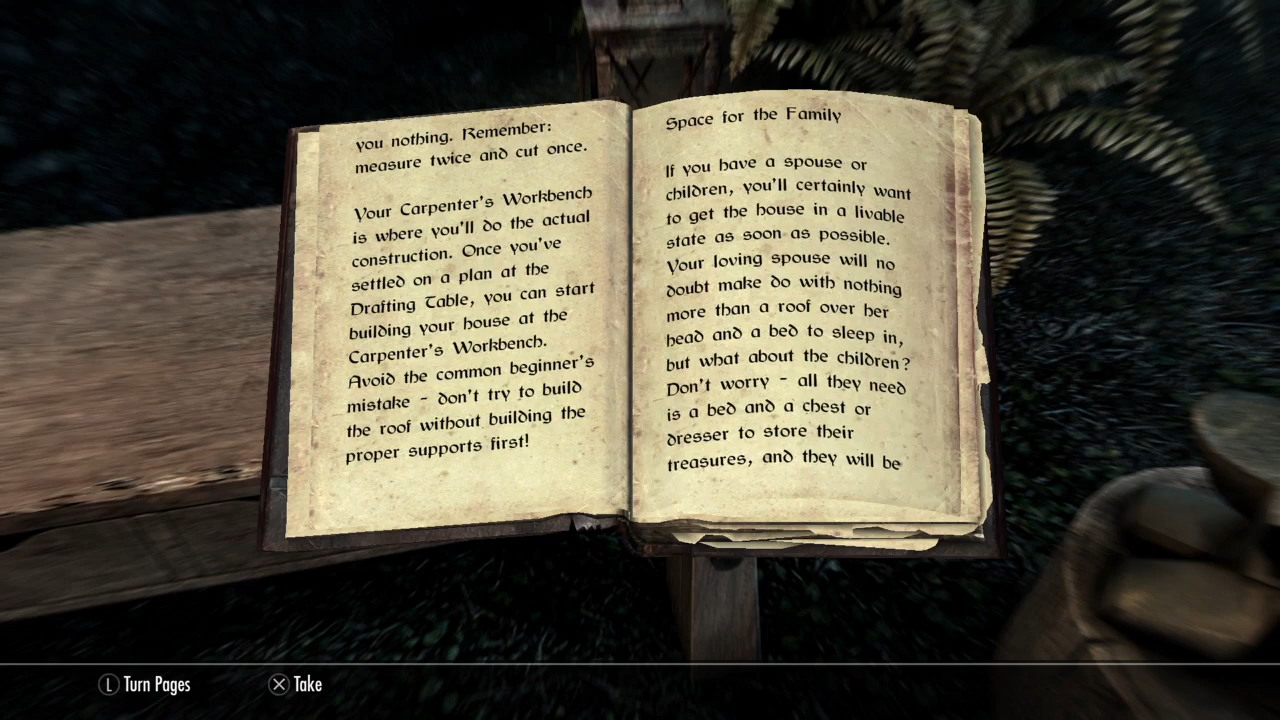 you nothing. Remember:
measure twice and cut once.
Your Carpenter's Workbench
is where you'll do the actual
construction. Once you've
settled on a plan at the
Drafting Table, you can start
building your house at the
Carpenter's Workbench.
Avoid the common beginner's
mistake - don't try to build
the roof without building the
proper supports first!
Space for the Family
If you have a spouse or
children, you'll certainly want
to get the house in a livable
state as soon as possible.
Your loving spouse will no
doubt make do with nothing
more than a roof over her
head and a bed to sleep in,
but what about the children?
Don't worry - all they need
is a bed and a chest or
dresser to store their
treasures, and they will be
L Turn Pages X Take